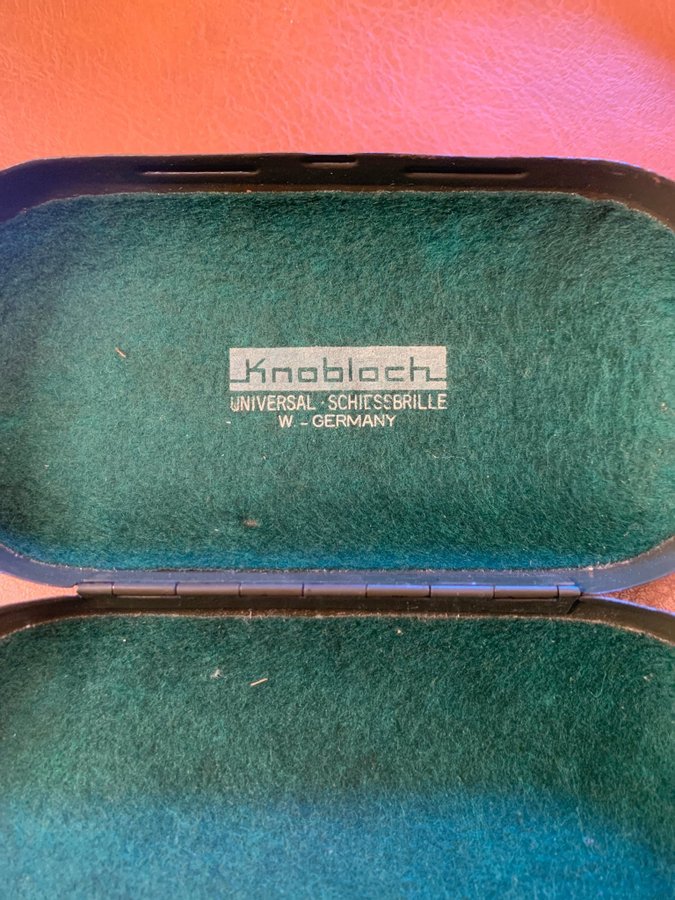 Knobloch
UNIVERSAL · SCHIESSBRILLE
W. - GERMANY